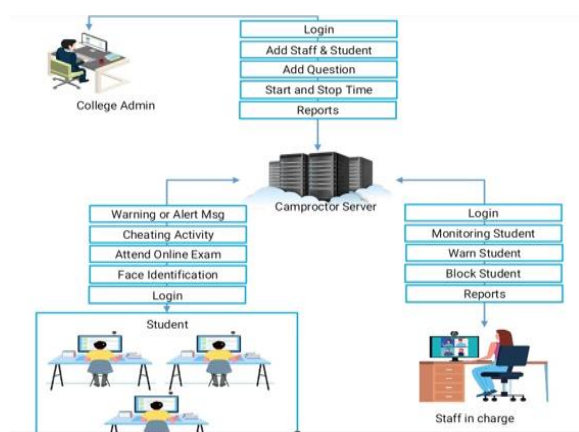 Login
Add Staff & Student
Add Question
Start and Stop Time
Reports
College Admin
Camproctor Server
Warning or Alert Msg
Cheating Activity
Attend Online Exam
Face Identification
Login
Student
Login
Monitoring Student
Warn Student
Block Student
Reports
Staff in charge